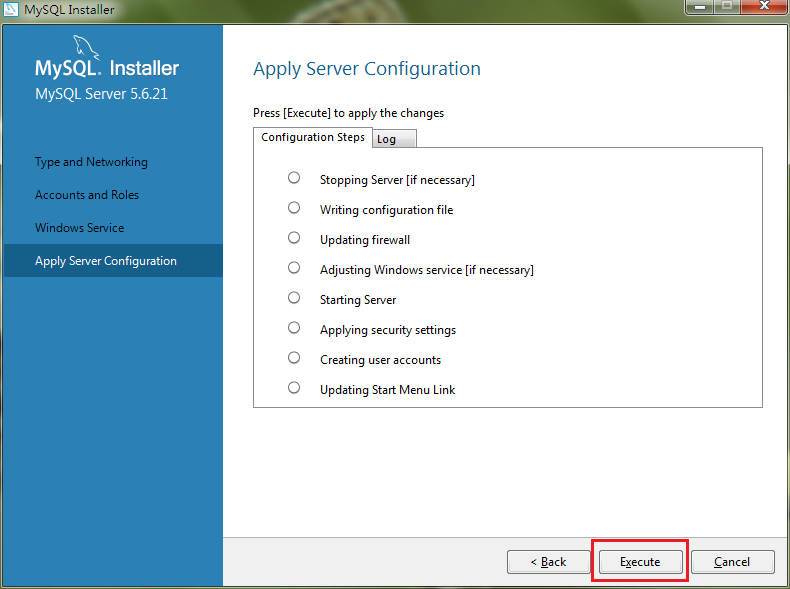 MySQL Installer
MySQL. Installer
MySQL Server 5.6.21
Type and Networking
Accounts and Roles
Windows Service
Apply Server Configuration
Apply Server Configuration
Press [Execute] to apply the changes
Configuration Steps Log
Stopping Server [if necessary]
Writing configuration file
Updating firewall
Adjusting Windows service [if necessary]
Starting Server
Applying security settings
Creating user accounts
Updating Start Menu Link
< Back Execute Cancel